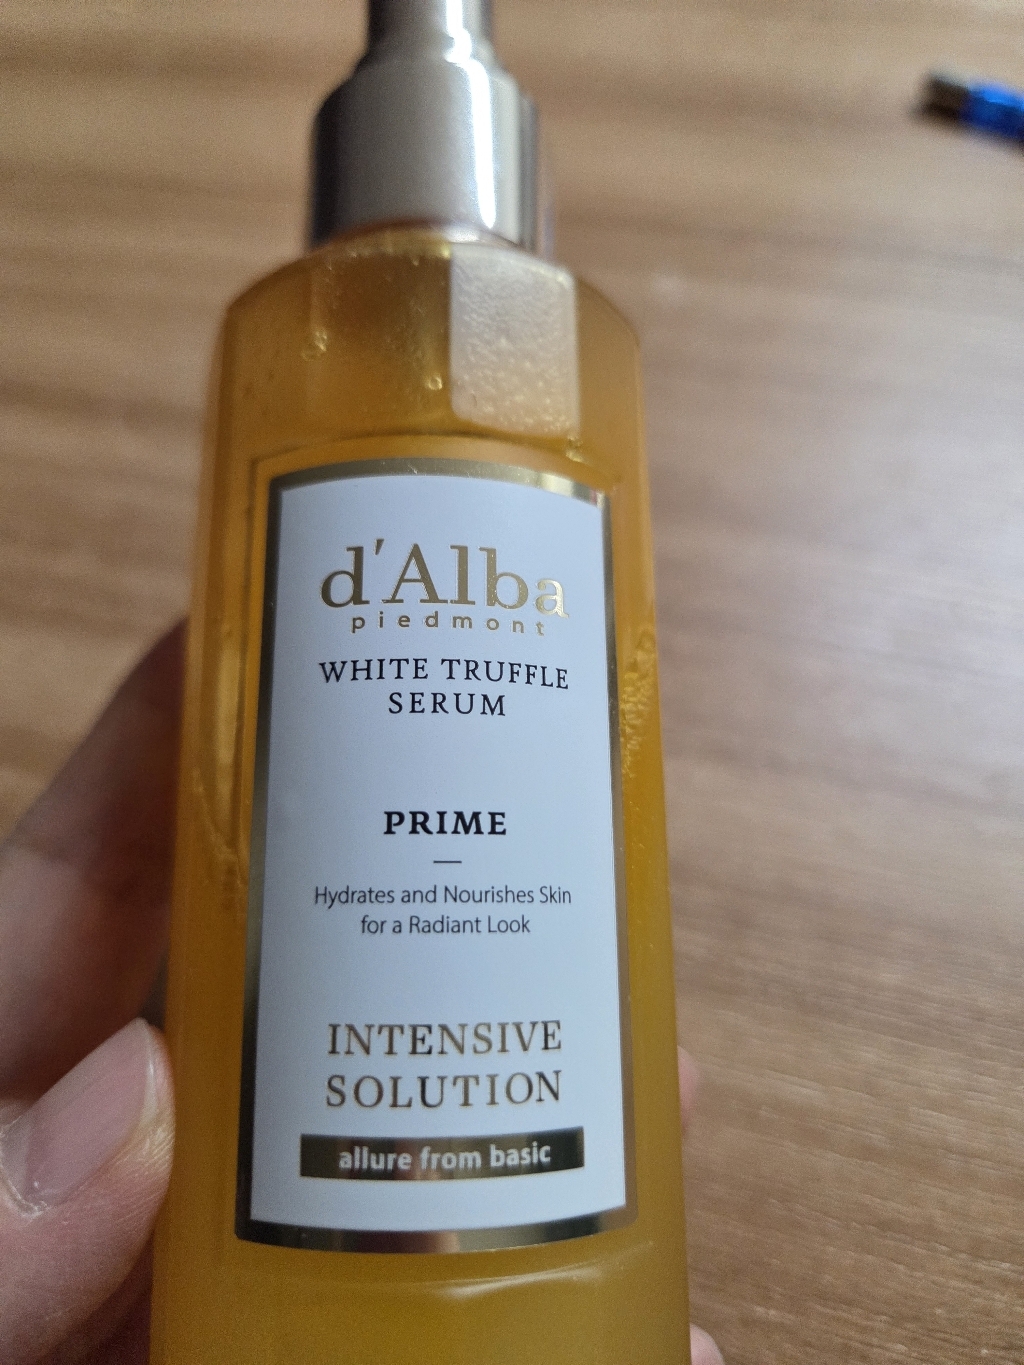 d'Alba
piedmont
WHITE TRUFFLE
SERUM
PRIME
—
Hydrates and Nourishes Skin
for a Radiant Look
INTENSIVE
SOLUTION
allure from basic